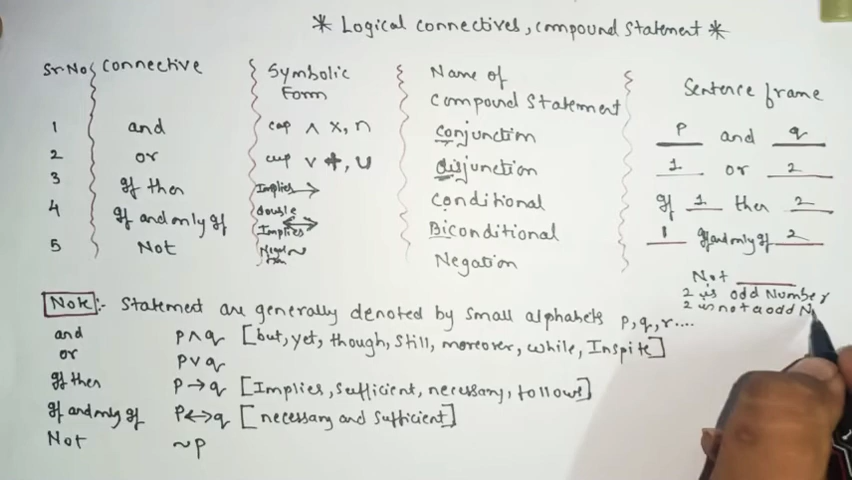 * Logical connectives, compound statement *
Sr.No connective Symbolic Form Name of compound statement Sentence frame
1 and cap ∧ x, n conjunction p and q
2 or cup ∨ +, ∪ disjunction 1 or 2
3 If then Implies → Conditional If 1 then 2
4 If and only if double Implies ↔ Biconditional 1 If and only if 2
5 Not ~ Negation Not
2 is odd Number
2 is not a odd N
Note:- Statement are generally denoted by small alphabets p, q, r....
and p∧q [but, yet, though, still, moreover, while, Inspite]
or p∨q
If then p→q [Implies, sufficient, necessary, follows]
If and only if p↔q [necessary and sufficient]
Not ~p